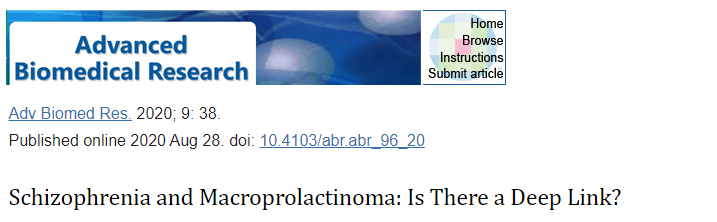 Advanced
Biomedical Research
Home
Browse
Instructions
Submit article
Adv Biomed Res. 2020; 9: 38.
Published online 2020 Aug 28. doi: 10.4103/abr.abr_96_20
Schizophrenia and Macroprolactinoma: Is There a Deep Link?